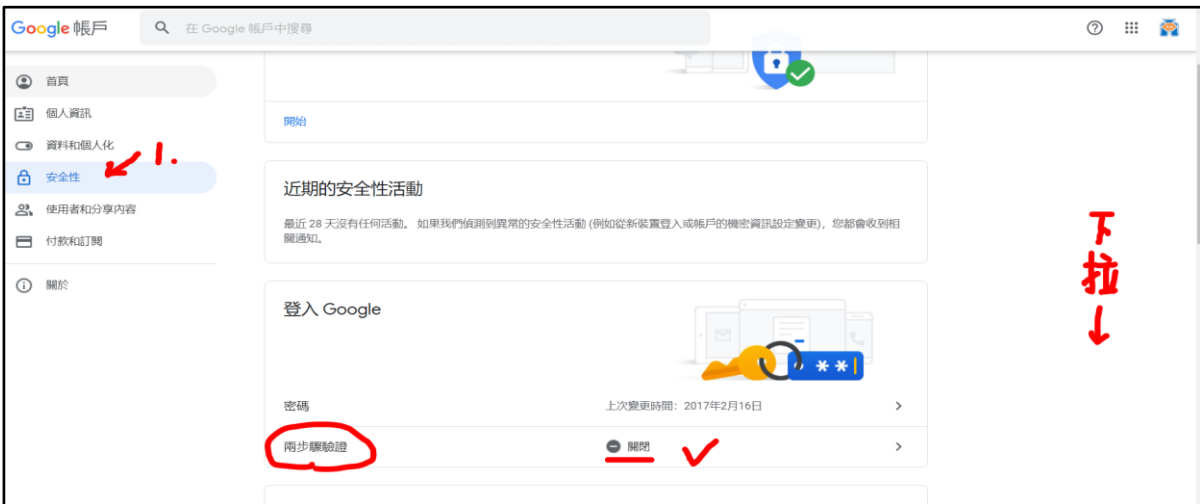 Google 帳戶
在 Google 帳戶中搜尋
首頁
個人資訊
資料和個人化
1.
安全性
使用者和分享內容
付款和訂閱
關於
開始
近期的安全性活動
最近 28 天沒有任何活動。 如果我們偵測到異常的安全性活動 (例如從新裝置登入或帳戶的機密資訊設定變更)，您都會收到相
關通知。
下拉
登入 Google
**
密碼
上次變更時間：2017年2月16日
兩步驟驗證
關閉